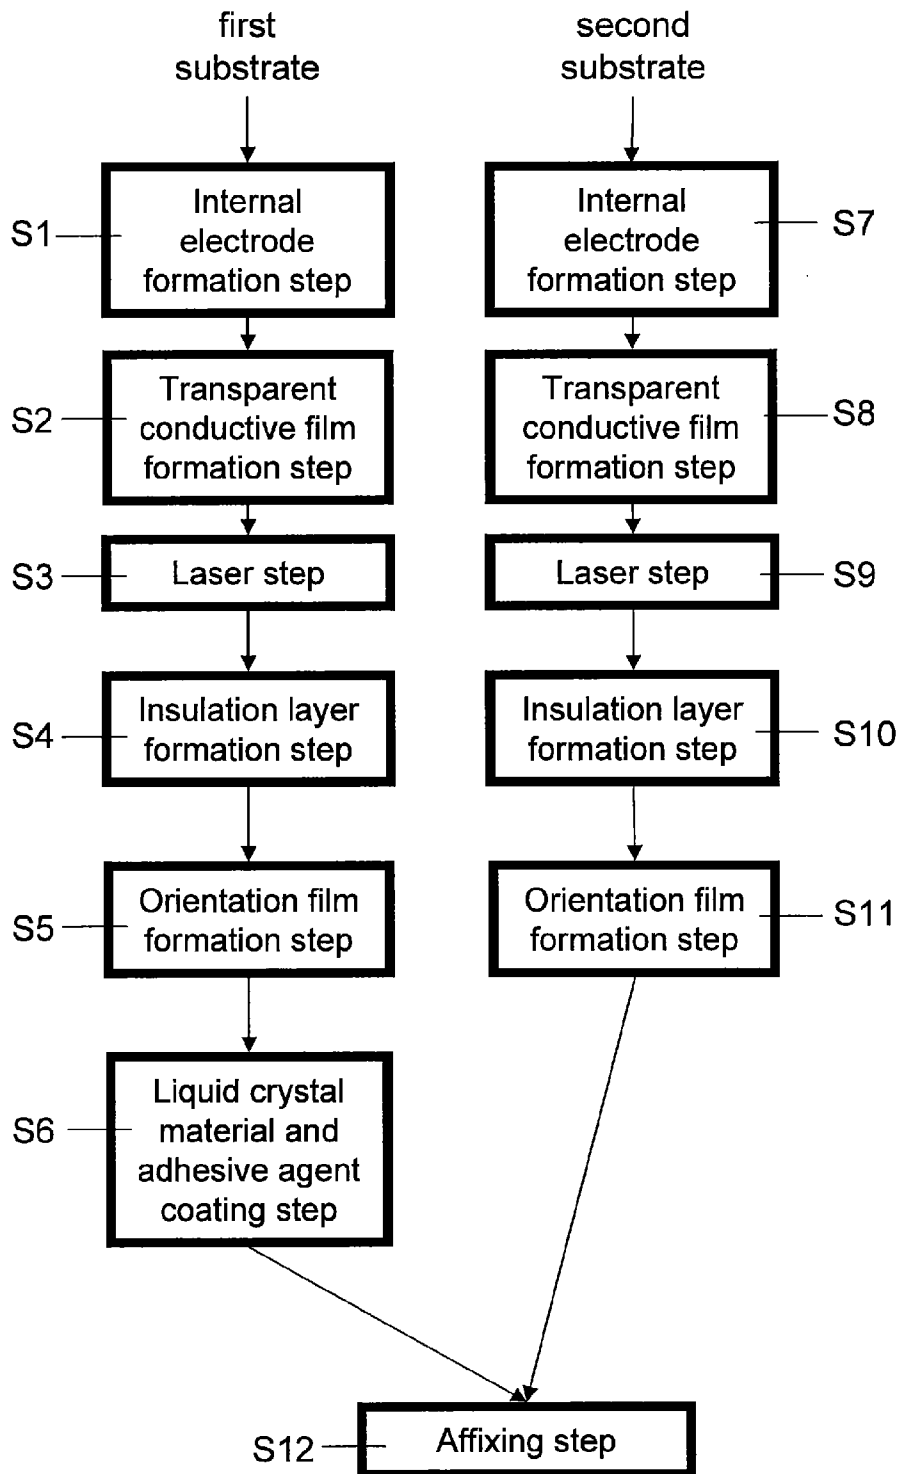 first
substrate
S1
Internal
electrode
formation step
S2
Transparent
conductive film
formation step
S3
Laser step
S4
Insulation layer
formation step
S5
Orientation film
formation step
S6
Liquid crystal
material and
adhesive agent
coating step
second
substrate
S7
Internal
electrode
formation step
S8
Transparent
conductive film
formation step
S9
Laser step
S10
Insulation layer
formation step
S11
Orientation film
formation step
S12
Affixing step